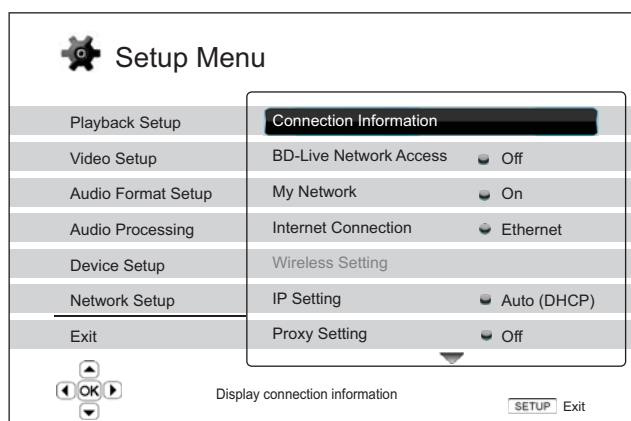 Setup Menu
Playback Setup
Video Setup
Audio Format Setup
Audio Processing
Device Setup
Network Setup
Exit
Connection Information
BD-Live Network Access Off
My Network On
Internet Connection Ethernet
Wireless Setting
IP Setting Auto (DHCP)
Proxy Setting Off
OK
Display connection information
SETUP Exit